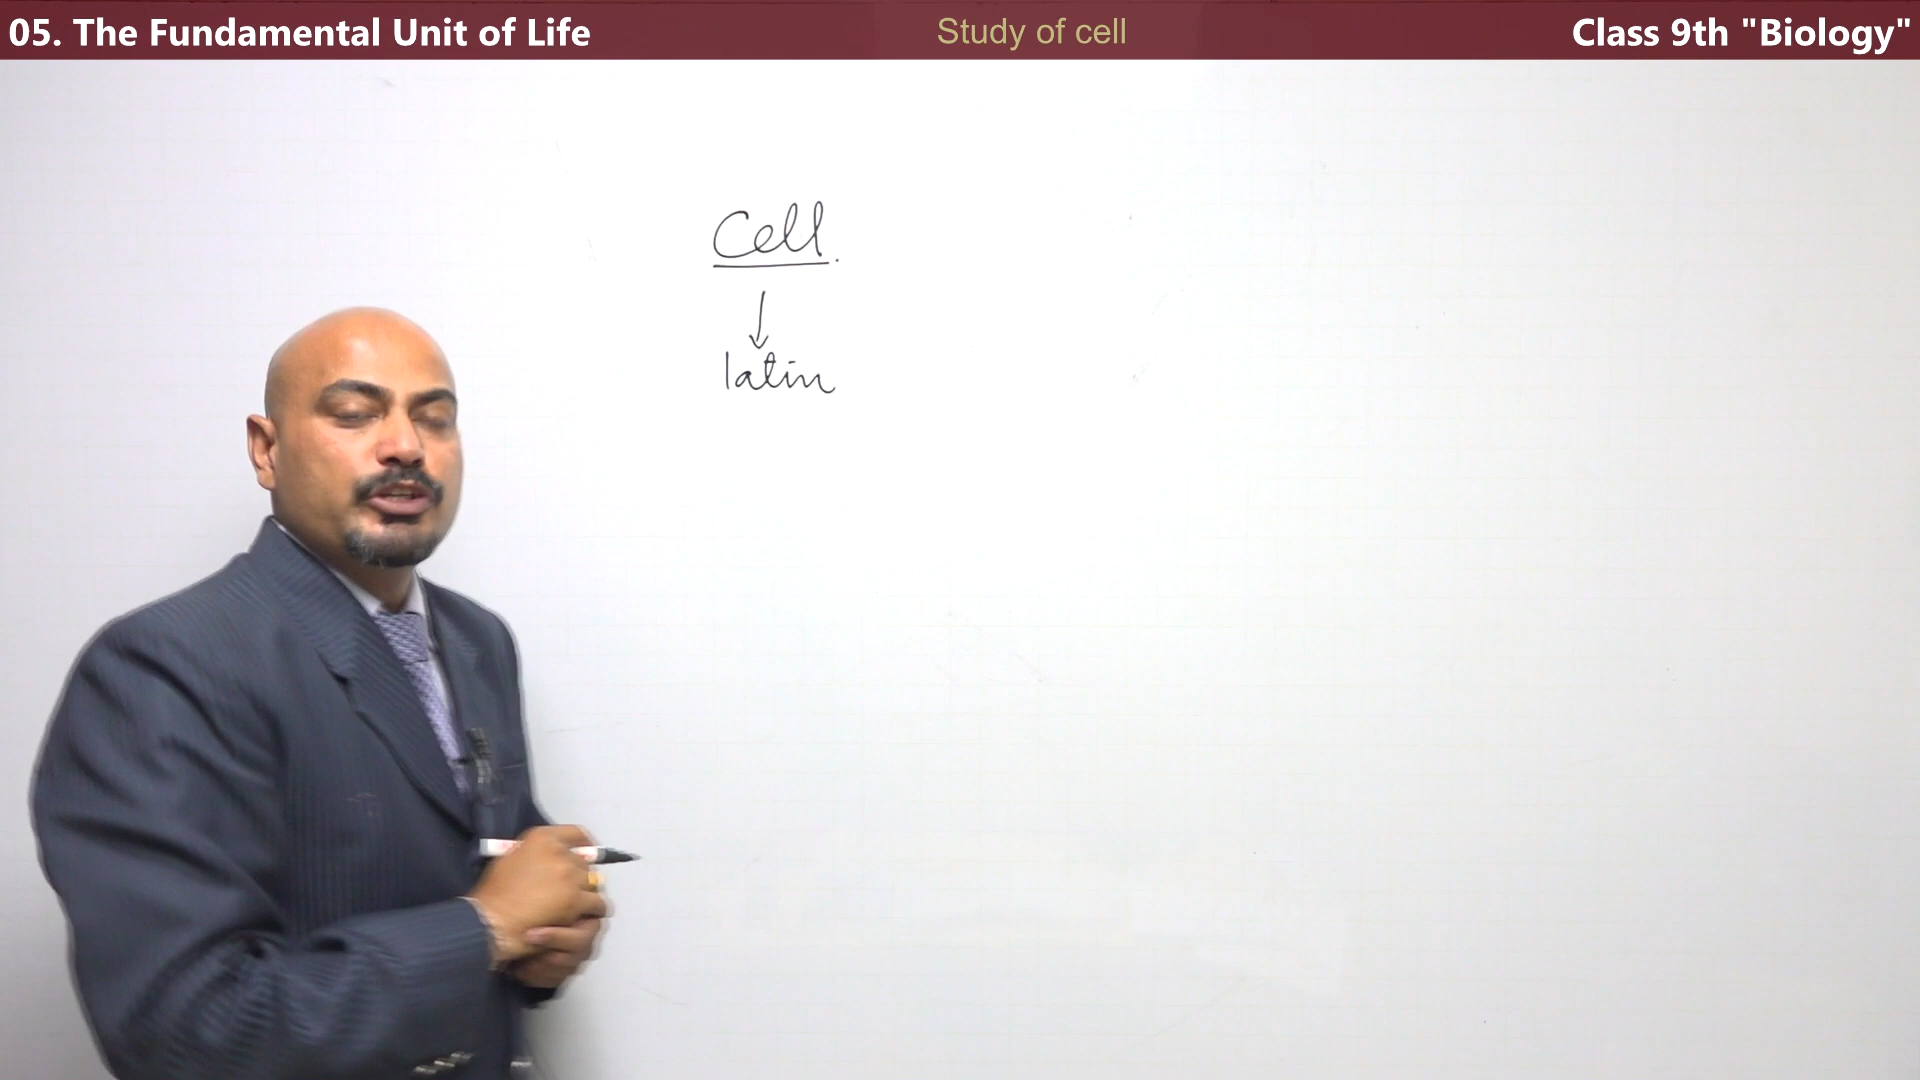 05. The Fundamental Unit of Life
Study of cell
Class 9th "Biology"
Cell.
latin